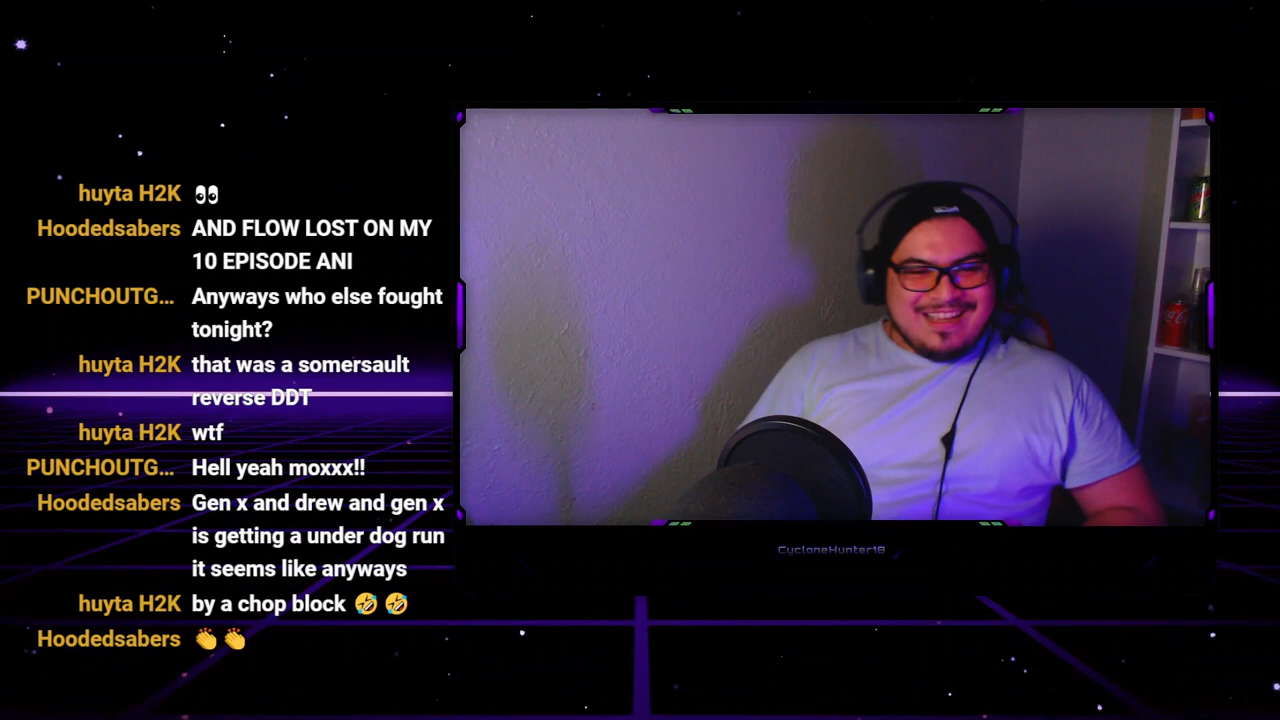 huyta H2K 👀
Hoodedsabers AND FLOW LOST ON MY
10 EPISODE ANI
PUNCHOUTG... Anyways who else fought
tonight?
huyta H2K that was a somersault
reverse DDT
huyta H2K wtf
PUNCHOUTG... Hell yeah moxxx!!
Hoodedsabers Gen x and drew and gen x
is getting a under dog run
it seems like anyways
huyta H2K by a chop block 🤣 🤣
Hoodedsabers 👏 👏
CycloneHunter18